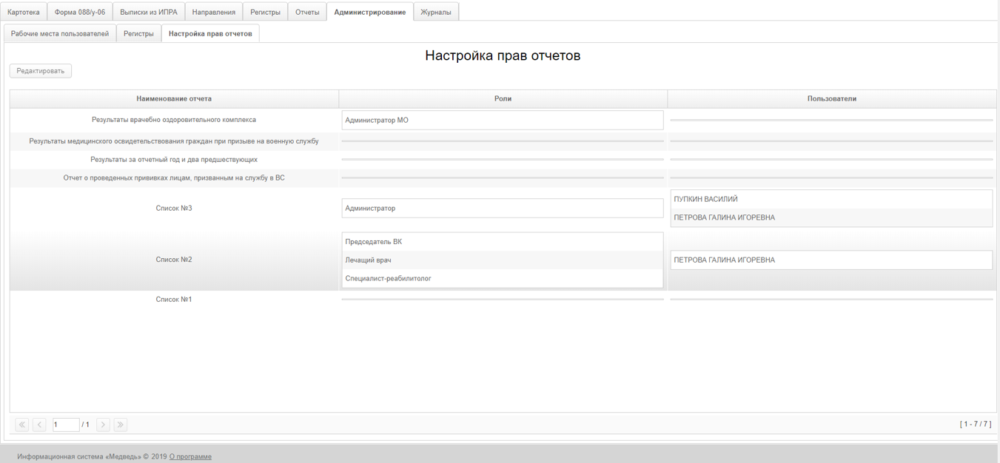 Картотека Форма 088/у-06 Выписки из ИПРА Направления Регистры Отчеты Администрирование Журналы
Рабочие места пользователей Регистры Настройка прав отчетов
Настройка прав отчетов
Редактировать
Наименование отчета Роли Пользователи
Результаты врачебно оздоровительного комплекса Администратор МО
Результаты медицинского освидетельствования граждан при призыве на военную службу
Результаты за отчетный год и два предшествующих
Отчет о проведенных прививках лицам, призванным на службу в ВС
Список №3 Администратор ПУПКИН ВАСИЛИЙ
ПЕТРОВА ГАЛИНА ИГОРЕВНА
Председатель ВК
Список №2 Лечащий врач ПЕТРОВА ГАЛИНА ИГОРЕВНА
Специалист-реабилитолог
Список №1
1 / 1 [ 1 - 7 / 7 ]
Информационная система «Медведь» © 2019 О программе